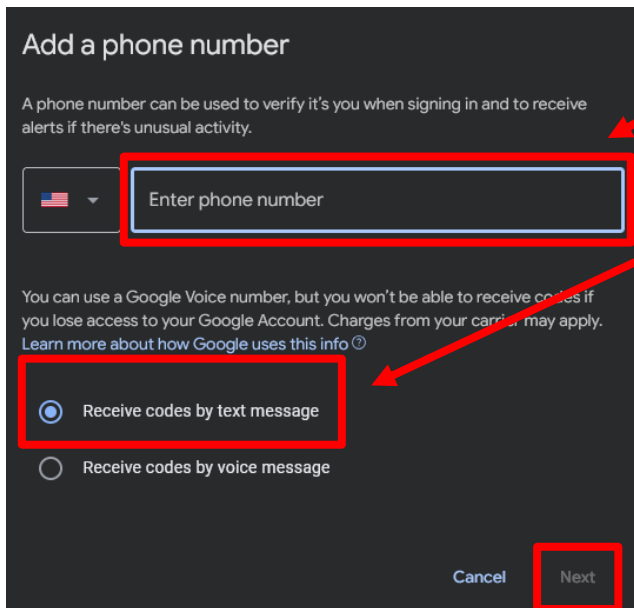 Add a phone number
A phone number can be used to verify it's you when signing in and to receive
alerts if there's unusual activity.
Enter phone number
You can use a Google Voice number, but you won't be able to receive codes if
you lose access to your Google Account. Charges from your carrier may apply.
Learn more about how Google uses this info
Receive codes by text message
Receive codes by voice message
Cancel Next